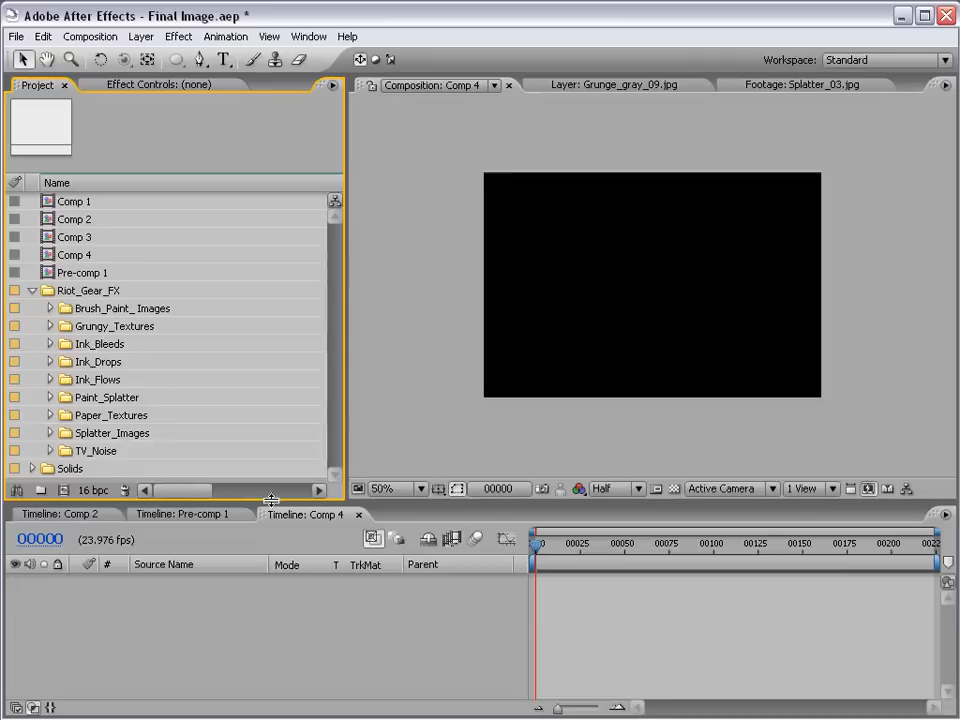 Adobe After Effects - Final Image.aep *
File Edit Composition Layer Effect Animation View Window Help
T Workspace: Standard
Project × Effect Controls: (none) Composition: Comp 4 × Layer: Grunge_gray_09.jpg Footage: Splatter_03.jpg
Name
Comp 1
Comp 2
Comp 3
Comp 4
Pre-comp 1
Riot_Gear_FX
Brush_Paint_ Images
Grungy_Textures
Ink_Bleeds
Ink_Drops
Ink_Flows
Paint_Splatter
Paper_Textures
Splatter_Images
TV_Noise
Solids
16 bpc 50% 00000 Half Active Camera 1 View
Timeline: Comp 2 Timeline: Pre-comp 1 Timeline: Comp 4 ×
00000 (23.976 fps) 00025 00050 00075 00100 00125 00150 00175 00200
# Source Name Mode T TrkMat Parent